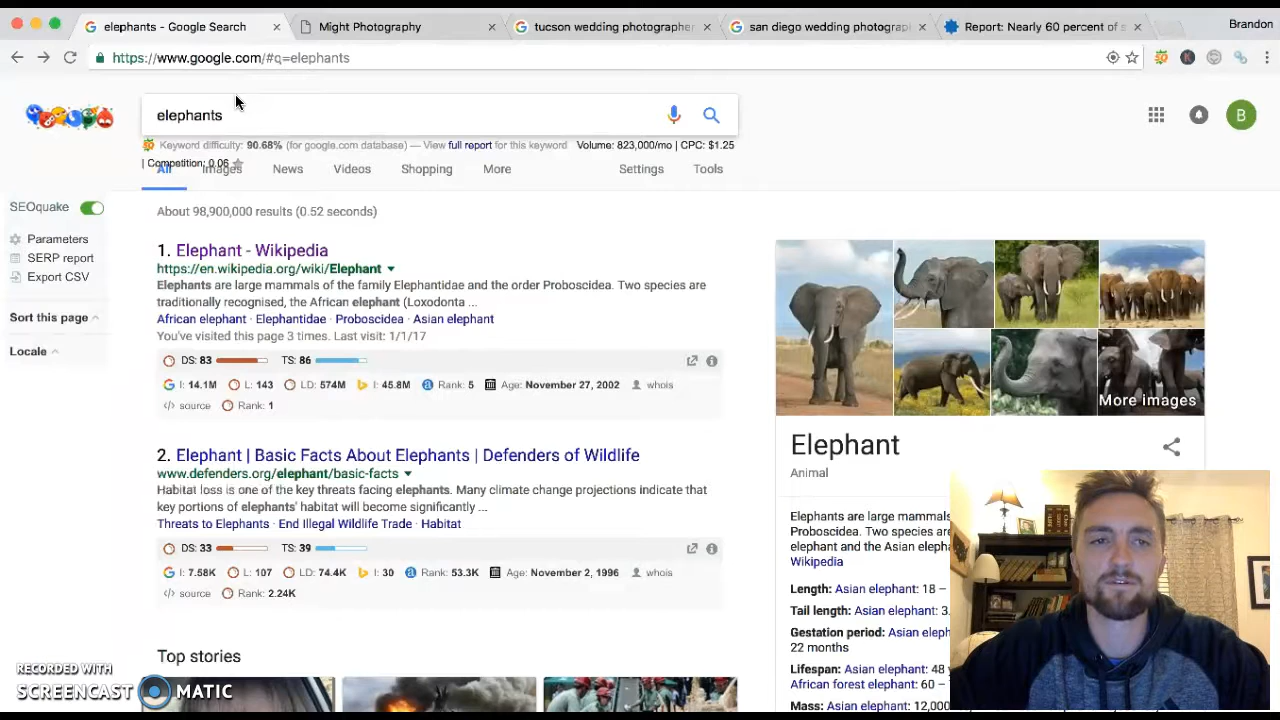 elephants - Google Search
Might Photography
tucson wedding photographer
san diego wedding photograp
Report: Nearly 60 percent of s
Brandon
https://www.google.com/#q=elephants
elephants
B
Keyword difficulty: 90.68% (for google.com database) — View full report for this keyword Volume: 823,000/mo | CPC: $1.25
| Competition: 0.06
All Images News Videos Shopping More Settings Tools
SEOquake
Parameters
SERP report
Export CSV
Sort this page
Locale
About 98,900,000 results (0.52 seconds)
1. Elephant - Wikipedia
https://en.wikipedia.org/wiki/Elephant
Elephants are large mammals of the family Elephantidae and the order Proboscidea. Two species are
traditionally recognised, the African elephant (Loxodonta ...
African elephant · Elephantidae · Proboscidea · Asian elephant
You've visited this page 3 times. Last visit: 1/1/17
DS: 83 TS: 86
I: 14.1M L: 143 LD: 574M I: 45.8M Rank: 5 Age: November 27, 2002 whois
</> source Rank: 1
2. Elephant | Basic Facts About Elephants | Defenders of Wildlife
www.defenders.org/elephant/basic-facts
Habitat loss is one of the key threats facing elephants. Many climate change projections indicate that
key portions of elephants' habitat will become significantly ...
Threats to Elephants · End Illegal Wildlife Trade · Habitat
DS: 33 TS: 39
I: 7.58K L: 107 LD: 74.4K I: 30 Rank: 53.3K Age: November 2, 1996 whois
</> source Rank: 2.24K
Top stories
More images
Elephant
Animal
Elephants are large mammals
Proboscidea. Two species are
elephant and the Asian elepha
Wikipedia
Length: Asian elephant: 18 –
Tail length: Asian elephant: 3.
Gestation period: Asian eleph
22 months
Lifespan: Asian elephant: 48 y
African forest elephant: 60 –
Mass: Asian elephant: 12,000
RECORDED WITH
SCREENCAST MATIC